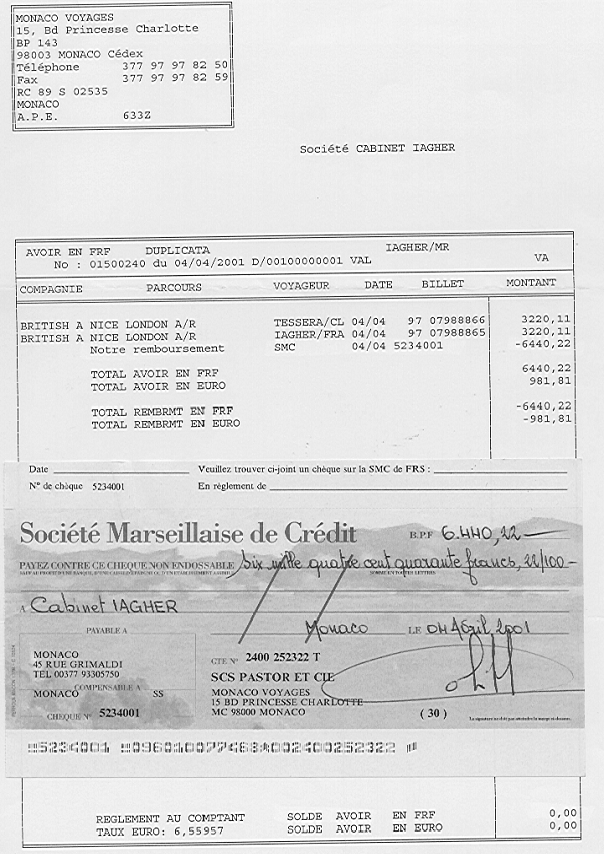 MONACO VOYAGES
15, Bd Princesse Charlotte
BP 143
98003 MONACO Cédex
Téléphone 377 97 97 82 50
Fax 377 97 97 82 59
RC 89 S 02535
MONACO
A.P.E. 633Z
Société CABINET IAGHER
AVOIR EN FRF DUPLICATA IAGHER/MR
No : 01500240 du 04/04/2001 D/00100000001 VAL VA
COMPAGNIE PARCOURS VOYAGEUR DATE BILLET MONTANT
BRITISH A NICE LONDON A/R TESSERA/CL 04/04 97 07988866 3220,11
BRITISH A NICE LONDON A/R IAGHER/FRA 04/04 97 07988865 3220,11
Notre remboursement SMC 04/04 5234001 -6440,22
TOTAL AVOIR EN FRF 6440,22
TOTAL AVOIR EN EURO 981,81
TOTAL REMBRMT EN FRF -6440,22
TOTAL REMBRMT EN EURO -981,81
Date Veuillez trouver ci-joint un chèque sur la SMC de FRS :
N° de chèque 5234001 En règlement de
Société Marseillaise de Crédit B.P.F 6.440,22
PAYEZ CONTRE CE CHEQUE NON ENDOSSABLE Six mille quatre cent quarante francs, 22/100
SOMME EN TOUTES LETTRES
A Cabinet IAGHER
PAYABLE A Monaco LE 04 Avril 2001
MONACO
45 RUE GRIMALDI
TEL 00377 93305750
COMPENSABLE A
MONACO SS
CHEQUE N° 5234001
CTE N° 2400 252322 T
SCS PASTOR ET CIE
MONACO VOYAGES
15 BD PRINCESSE CHARLOTTE
MC 98000 MONACO (30)
5234001 096010077468A002400252322
REGLEMENT AU COMPTANT SOLDE AVOIR EN FRF 0,00
TAUX EURO: 6,55957 SOLDE AVOIR EN EURO 0,00